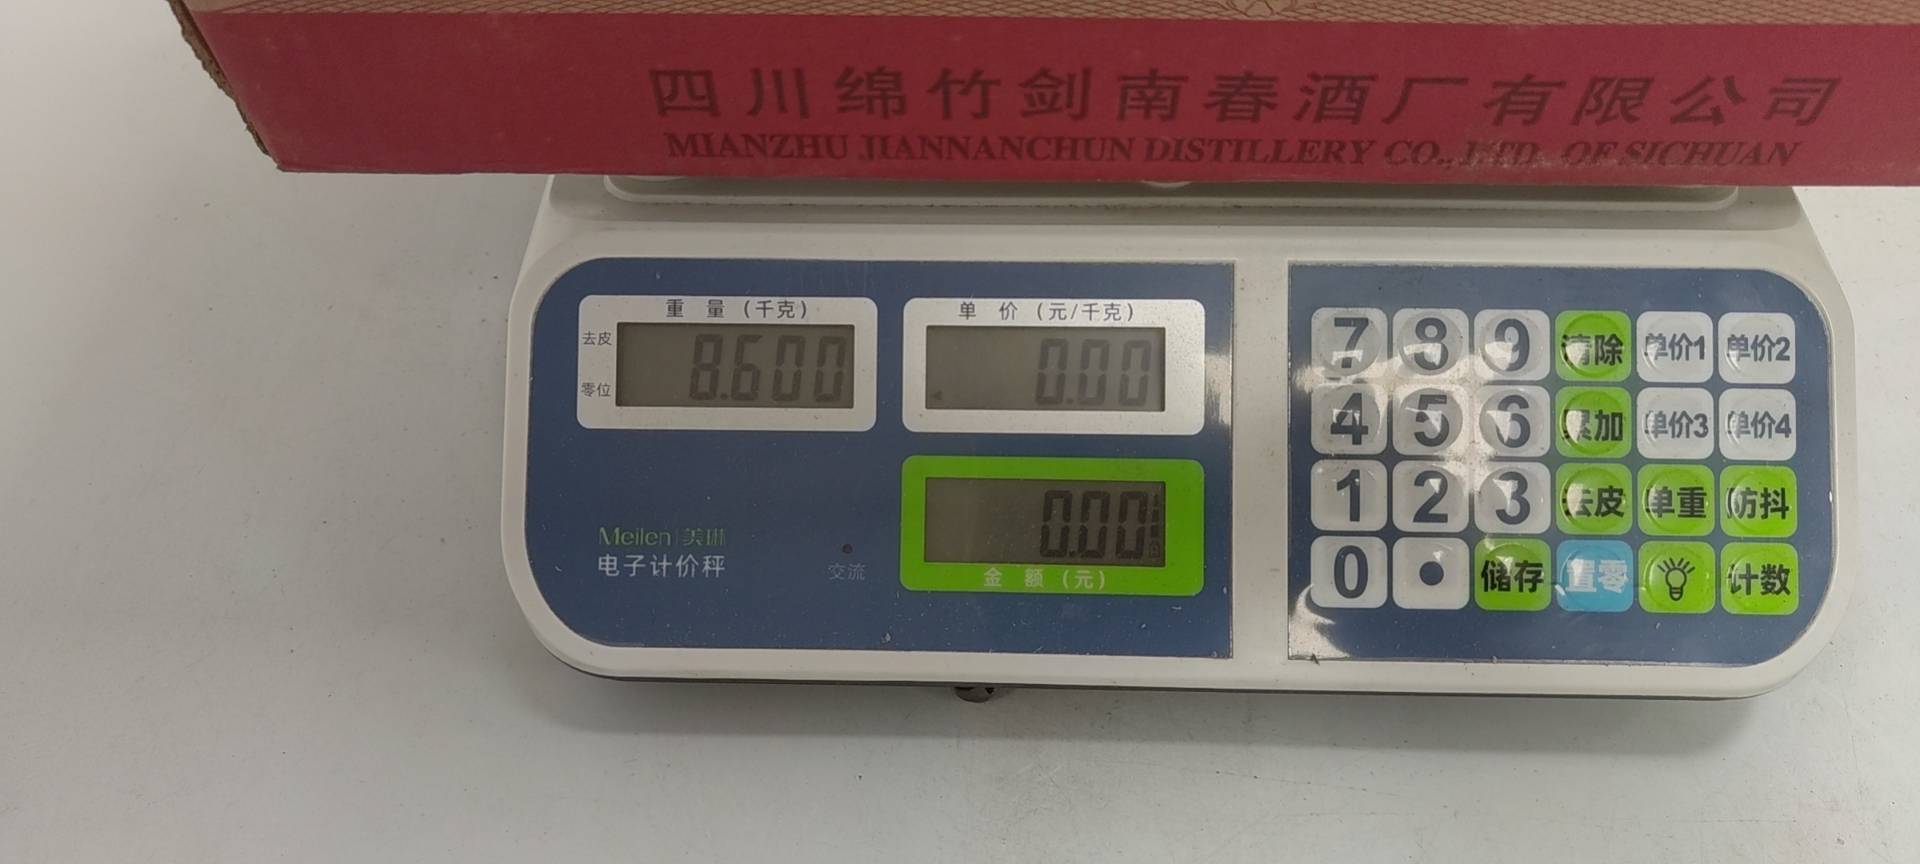 四川绵竹剑南春酒厂有限公司
MIANZHU JIANNANCHUN DISTILLERY CO., LTD. OF SICHUAN
重量(千克)
去皮
零位
8.600
单价(元/千克)
0.00
0.00
金额(元)
Meilen|美琳
电子计价秤
交流
7 8 9 清除 单价1 单价2
4 5 6 累加 单价3 单价4
1 2 3 去皮 单重 防抖
0 • 储存 置零 计数